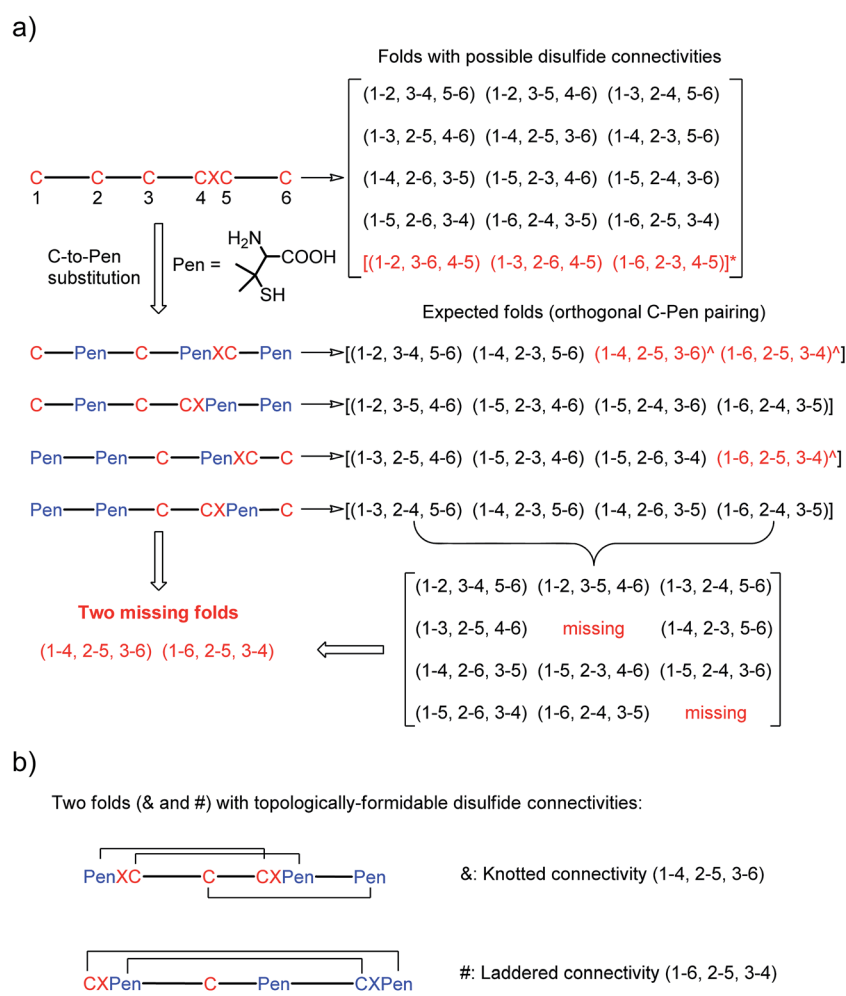 a)
Folds with possible disulfide connectivities
(1-2, 3-4, 5-6) (1-2, 3-5, 4-6) (1-3, 2-4, 5-6)
(1-3, 2-5, 4-6) (1-4, 2-5, 3-6) (1-4, 2-3, 5-6)
(1-4, 2-6, 3-5) (1-5, 2-3, 4-6) (1-5, 2-4, 3-6)
(1-5, 2-6, 3-4) (1-6, 2-4, 3-5) (1-6, 2-5, 3-4)
[(1-2, 3-6, 4-5) (1-3, 2-6, 4-5) (1-6, 2-3, 4-5)]*
C C C CXC C
1 2 3 4 5 6
C-to-Pen
substitution
Pen =
H2N
COOH
SH
Expected folds (orthogonal C-Pen pairing)
C—Pen—C—PenXC—Pen [(1-2, 3-4, 5-6) (1-4, 2-3, 5-6) (1-4, 2-5, 3-6)^ (1-6, 2-5, 3-4)^]
C—Pen—C—CXPen—Pen [(1-2, 3-5, 4-6) (1-5, 2-3, 4-6) (1-5, 2-4, 3-6) (1-6, 2-4, 3-5)]
Pen—Pen—C—PenXC—C [(1-3, 2-5, 4-6) (1-5, 2-3, 4-6) (1-5, 2-6, 3-4) (1-6, 2-5, 3-4)^]
Pen—Pen—C—CXPen—C [(1-3, 2-4, 5-6) (1-4, 2-3, 5-6) (1-4, 2-6, 3-5) (1-6, 2-4, 3-5)]
Two missing folds
(1-4, 2-5, 3-6) (1-6, 2-5, 3-4)
(1-2, 3-4, 5-6) (1-2, 3-5, 4-6) (1-3, 2-4, 5-6)
(1-3, 2-5, 4-6) missing (1-4, 2-3, 5-6)
(1-4, 2-6, 3-5) (1-5, 2-3, 4-6) (1-5, 2-4, 3-6)
(1-5, 2-6, 3-4) (1-6, 2-4, 3-5) missing
b)
Two folds (& and #) with topologically-formidable disulfide connectivities:
PenXC—C—CXPen—Pen &: Knotted connectivity (1-4, 2-5, 3-6)
CXPen—C—Pen—CXPen #: Laddered connectivity (1-6, 2-5, 3-4)